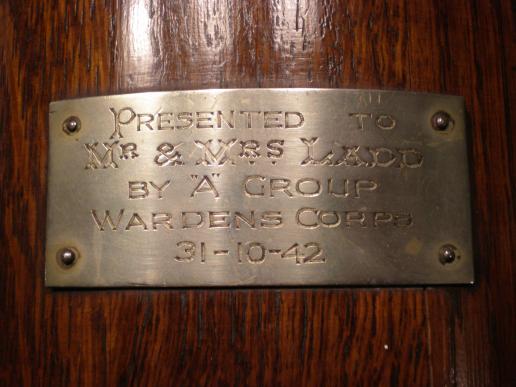 PRESENTED TO
MR & MRS LADD
BY "A" GROUP
WARDENS CORPS
31-10-42